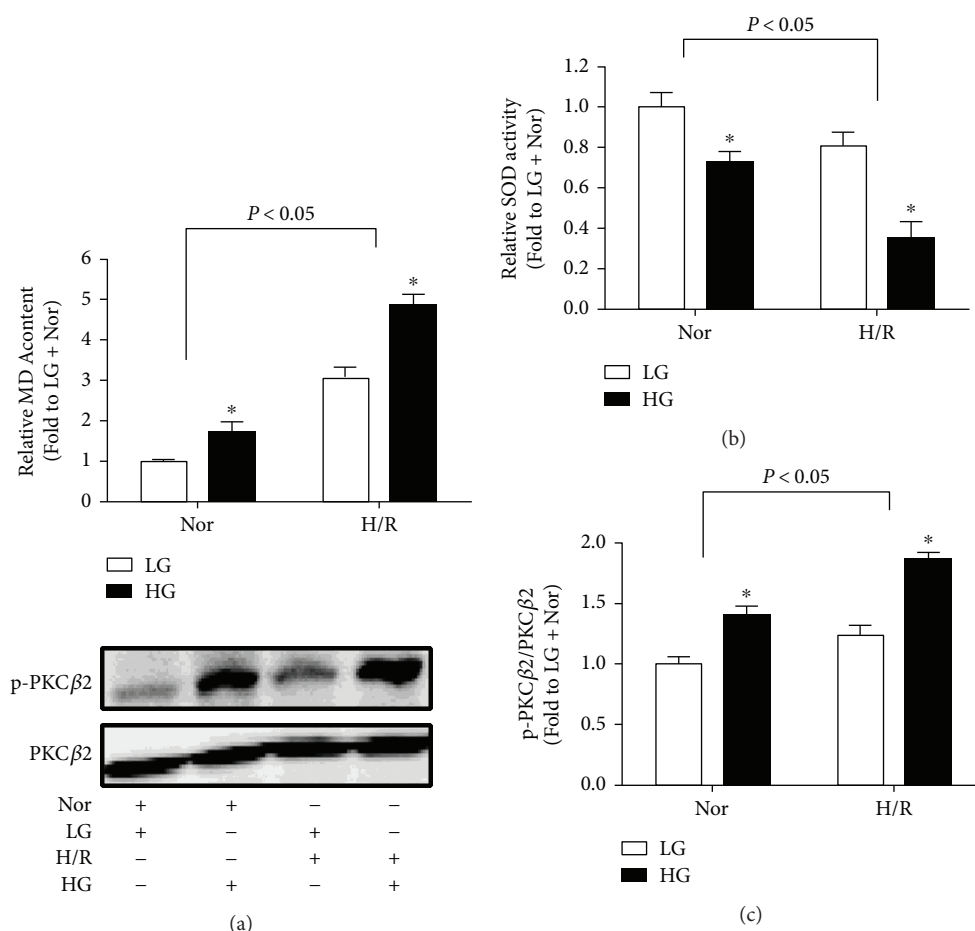 P < 0.05
Relative MD Acontent
(Fold to LG + Nor)
6
5
4
3
2
1
0
*
*
Nor
H/R
LG
HG
p-PKCβ2
PKCβ2
Nor + + − −
LG + − + −
H/R − − + +
HG − + − +
(a)
P < 0.05
Relative SOD activity
(Fold to LG + Nor)
1.2
1.0
0.8
0.6
0.4
0.2
0.0
*
*
Nor
H/R
LG
HG
(b)
P < 0.05
p-PKCβ2/PKCβ2
(Fold to LG + Nor)
2.0
1.5
1.0
0.5
0.0
*
*
Nor
H/R
LG
HG
(c)